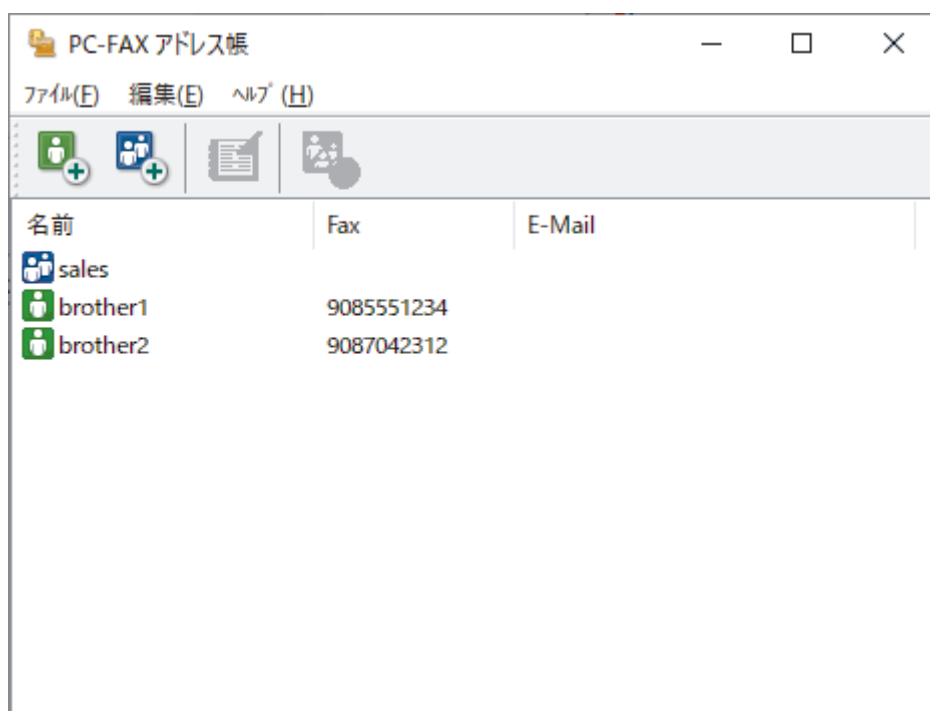 PC-FAX アドレス帳
ﾌｧｲﾙ(F) 編集(E) ﾍﾙﾌﾟ(H)
名前 Fax E-Mail
sales
brother1 9085551234
brother2 9087042312